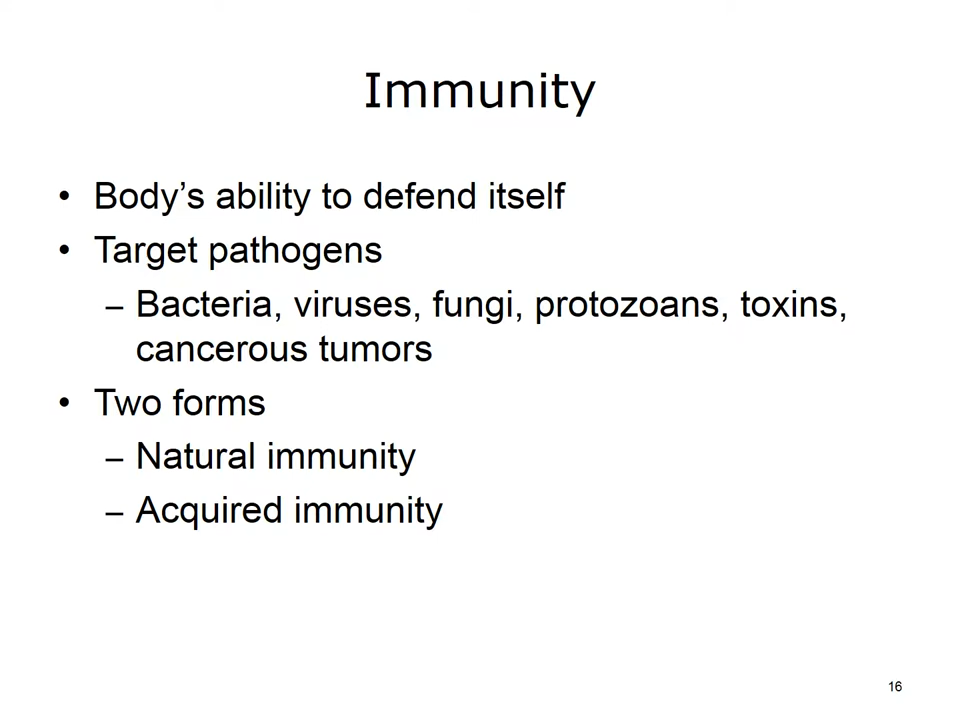 Immunity
• Body’s ability to defend itself
• Target pathogens
– Bacteria, viruses, fungi, protozoans, toxins,
cancerous tumors
• Two forms
– Natural immunity
– Acquired immunity
16